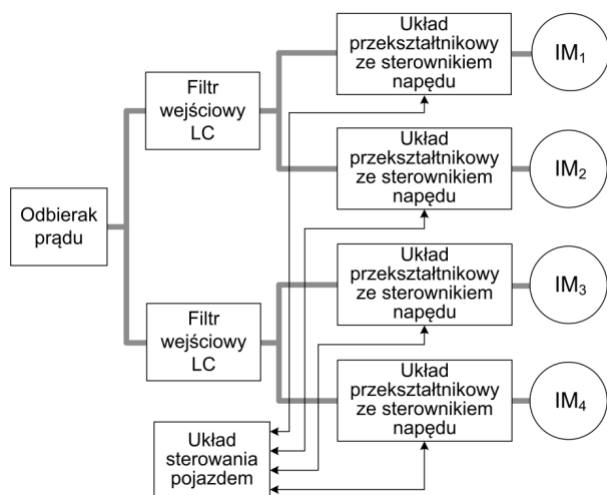 Układ
przekształtnikowy
ze sterownikiem
napędu
IM₁
Filtr
wejściowy
LC
Układ
przekształtnikowy
ze sterownikiem
napędu
IM₂
Odbierak
prądu
Układ
przekształtnikowy
ze sterownikiem
napędu
IM₃
Filtr
wejściowy
LC
Układ
przekształtnikowy
ze sterownikiem
napędu
IM₄
Układ
sterowania
pojazdem